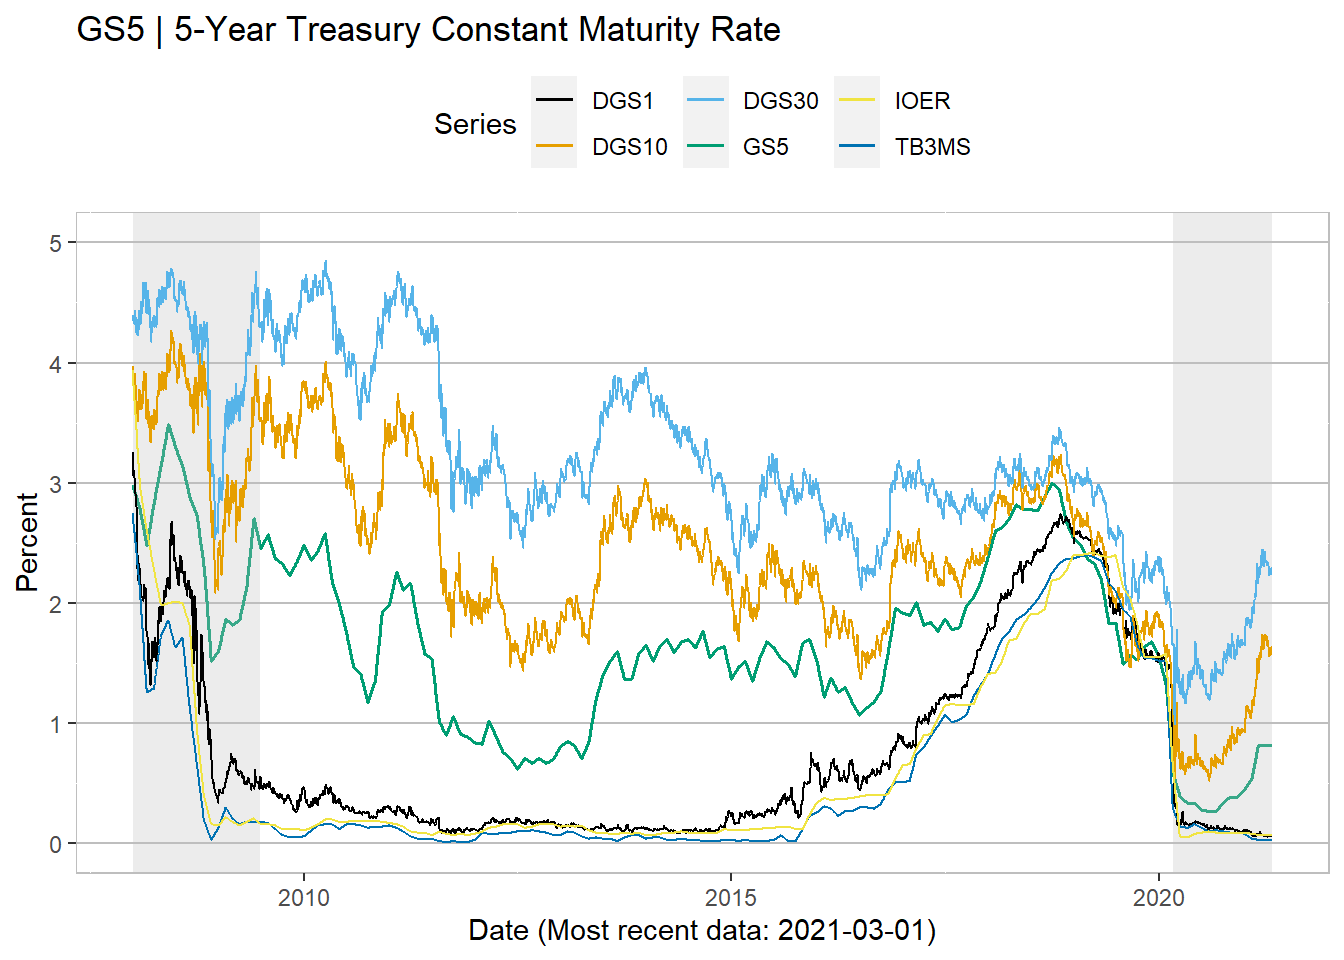 GS5 | 5-Year Treasury Constant Maturity Rate
Series
DGS1
DGS30
IOER
DGS10
GS5
TB3MS
Percent
5
4
3
2
1
0
2010
2015
2020
Date (Most recent data: 2021-03-01)